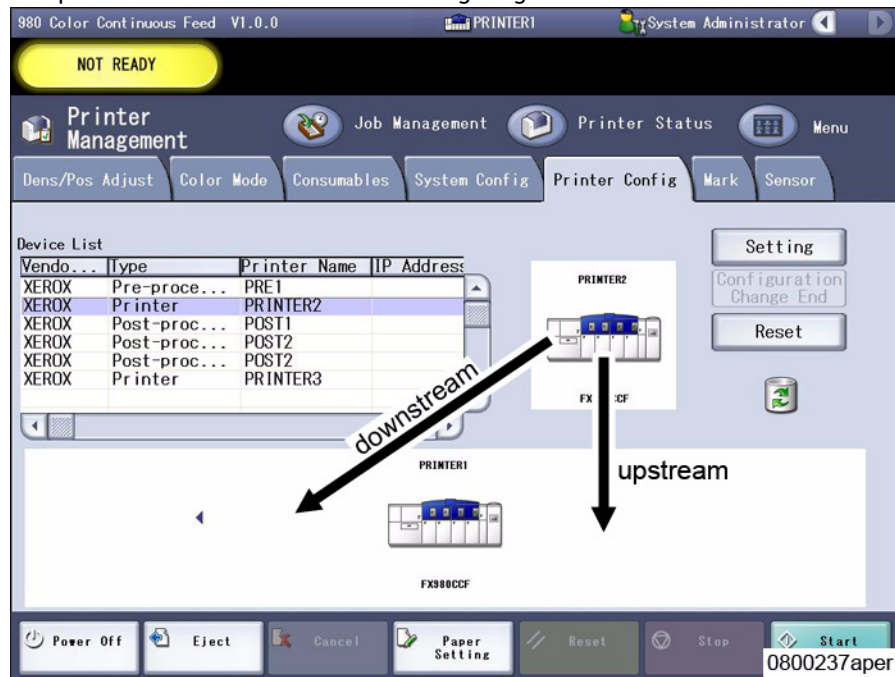 980 Color Continuous Feed V1.0.0
PRINTER1
System Administrator
NOT READY
Printer
Management
Job Management
Printer Status
Menu
Dens/Pos Adjust
Color Mode
Consumables
System Config
Printer Config
Mark
Sensor
Device List
Vendo... Type Printer Name IP Address
XEROX Pre-proce... PRE1
XEROX Printer PRINTER2
XEROX Post-proc... POST1
XEROX Post-proc... POST2
XEROX Post-proc... POST2
XEROX Printer PRINTER3
PRINTER2
FX CCF
Setting
Configuration
Change End
Reset
downstream
upstream
PRINTER1
FX980CCF
Power Off
Eject
Cancel
Paper
Setting
Reset
Stop
Start
0800237aper